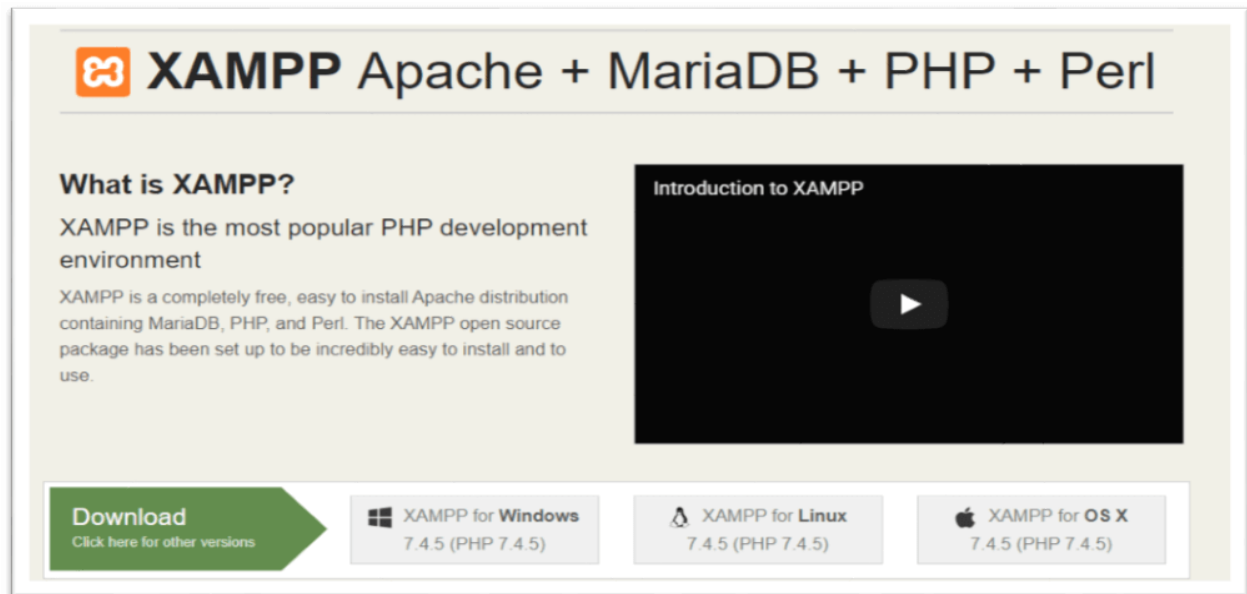 XAMPP Apache + MariaDB + PHP + Perl
What is XAMPP?
XAMPP is the most popular PHP development
environment
XAMPP is a completely free, easy to install Apache distribution
containing MariaDB, PHP, and Perl. The XAMPP open source
package has been set up to be incredibly easy to install and to
use.
Introduction to XAMPP
Download
Click here for other versions
XAMPP for Windows
7.4.5 (PHP 7.4.5)
XAMPP for Linux
7.4.5 (PHP 7.4.5)
XAMPP for OS X
7.4.5 (PHP 7.4.5)